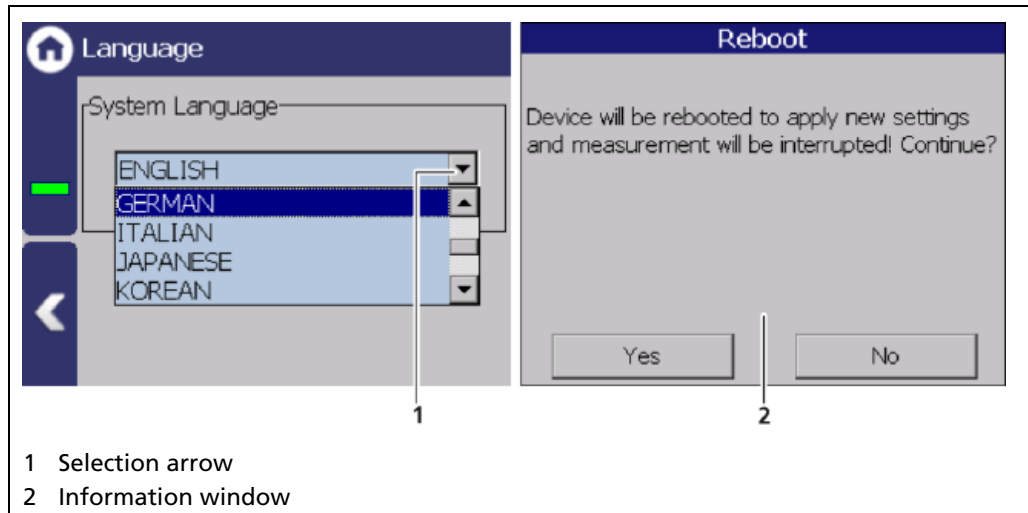 Language
System Language
ENGLISH
GERMAN
ITALIAN
JAPANESE
KOREAN
Reboot
Device will be rebooted to apply new settings
and measurement will be interrupted! Continue?
Yes
No
1
2
1 Selection arrow
2 Information window